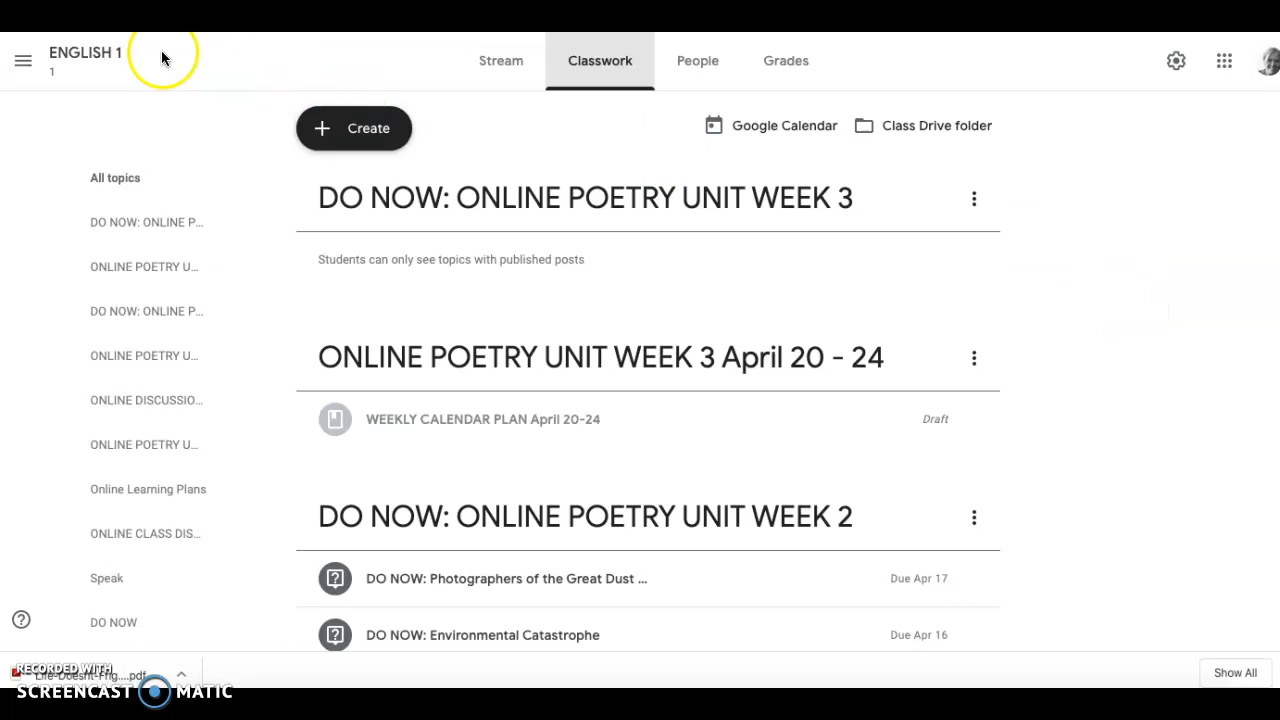 ENGLISH 1
1
Stream
Classwork
People
Grades
Create
Google Calendar
Class Drive folder
All topics
DO NOW: ONLINE P...
ONLINE POETRY U...
DO NOW: ONLINE P...
ONLINE POETRY U...
ONLINE DISCUSSIO...
ONLINE POETRY U...
Online Learning Plans
ONLINE CLASS DIS...
Speak
DO NOW
DO NOW: ONLINE POETRY UNIT WEEK 3
Students can only see topics with published posts
ONLINE POETRY UNIT WEEK 3 April 20 - 24
WEEKLY CALENDAR PLAN April 20-24
Draft
DO NOW: ONLINE POETRY UNIT WEEK 2
DO NOW: Photographers of the Great Dust ...
Due Apr 17
DO NOW: Environmental Catastrophe
Due Apr 16
Life-Doesnt-Frig....pdf
Show All
RECORDED WITH
SCREENCAST MATIC